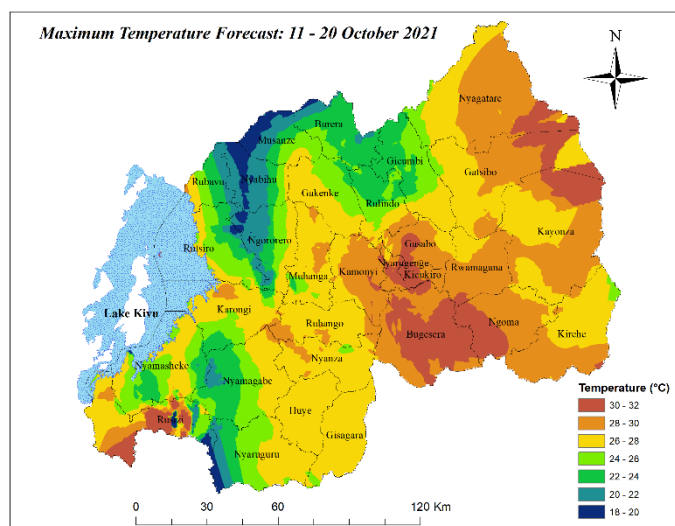 Maximum Temperature Forecast: 11 - 20 October 2021
N
Nyagatare
Burera
Musanze
Gicumbi
Rubavu
Nyabihu
Gatsibo
Gakenke
Rulindo
Kayonza
Rutsiro
Ngororero
Gasabo
Nyarugenge
Rwamagana
Muhanga
Kamonyi
Kicukiro
Lake Kivu
Karongi
Ruhango
Bugesera
Ngoma
Kirehe
Nyanza
Nyamasheke
Nyamagabe
Huye
Rusizi
Gisagara
Nyaruguru
Temperature (°C)
30 - 32
28 - 30
26 - 28
24 - 26
22 - 24
20 - 22
18 - 20
0 15 30 60 90 120 Km